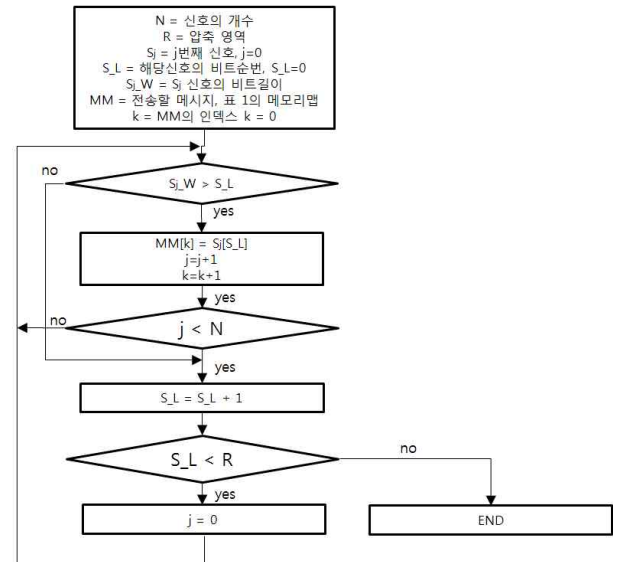 N = 신호의 개수
R = 압축 영역
Sj = j번째 신호, j=0
S_L = 해당신호의 비트순번, S_L=0
Sj_W = Sj 신호의 비트길이
MM = 전송할 메시지, 표 1의 메모리맵
k = MM의 인덱스 k = 0
no
Sj_W > S_L
yes
MM[k] = Sj[S_L]
j=j+1
k=k+1
yes
no
j < N
yes
S_L = S_L + 1
S_L < R
no
yes
j = 0
END